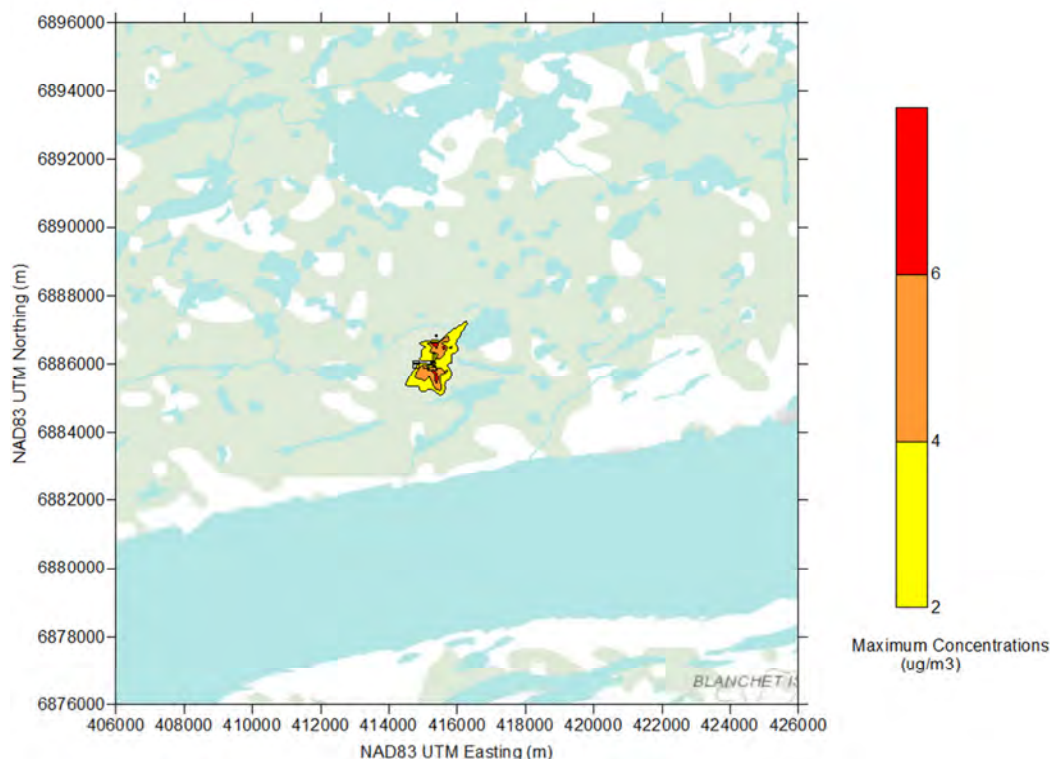 6896000
6894000
6892000
6890000
6888000
6886000
6884000
6882000
6880000
6878000
6876000
NAD83 UTM Northing (m)
406000 408000 410000 412000 414000 416000 418000 420000 422000 424000 426000
NAD83 UTM Easting (m)
BLANCHET IS
6
4
2
Maximum Concentrations
(ug/m3)